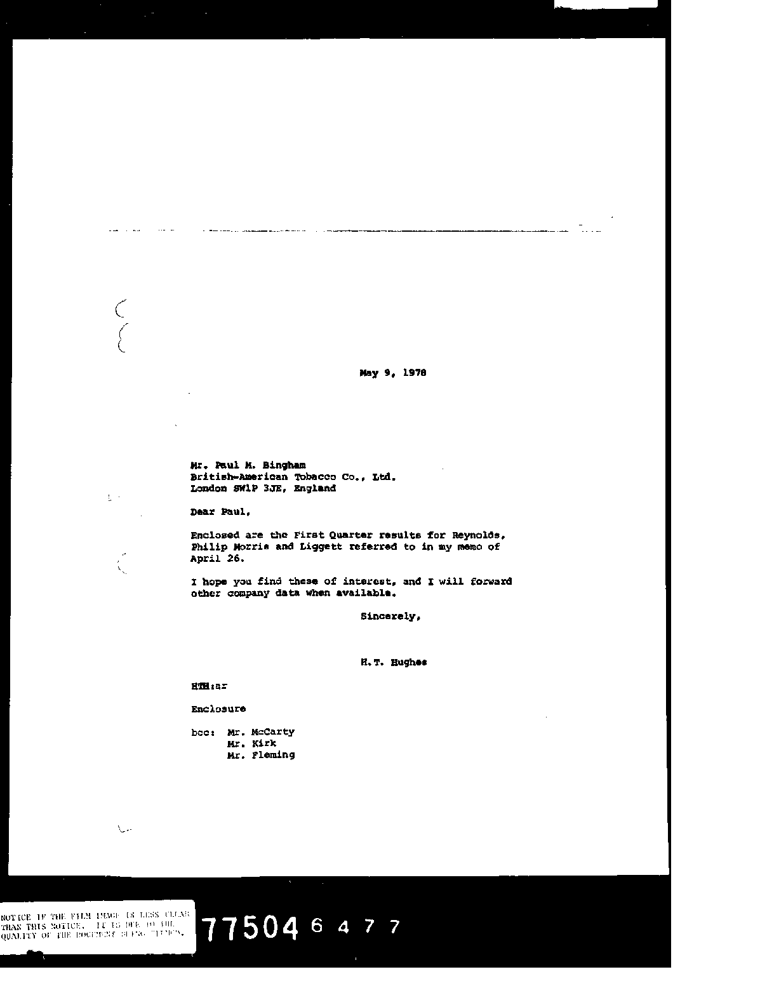 May 9, 1978
Mr. Paul M. Bingham
British-American Tobacco Co., Ltd.
London SW1P 3JE, England
Dear Paul,
Enclosed are the First Quarter results for Reynolds,
Philip Morris and Liggett referred to in my memo of
April 26.
I hope you find these of interest, and I will forward
other company data when available.
Sincerely,
H.T. Hughes
HTH:nr
Enclosure
bcc: Mr. McCarty
Mr. Kirk
Mr. Fleming
NOTICE IF THE FILM IMAGE IS LESS CLEAR
THAN THIS NOTICE, IT IS DUE TO THE
QUALITY OF THE DOCUMENT BEING
77504 6477